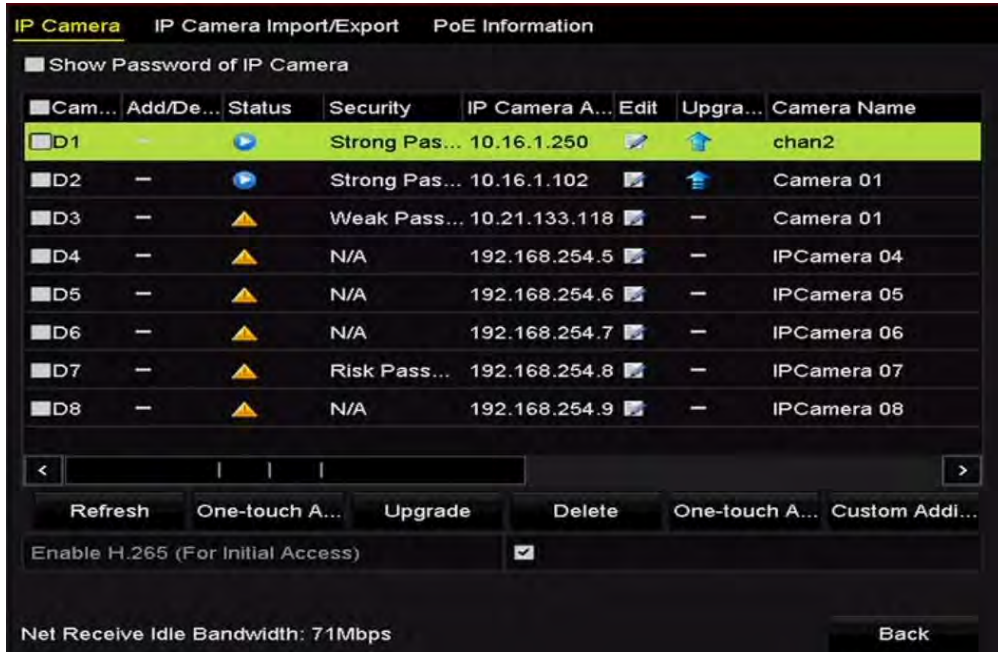 IP Camera IP Camera Import/Export PoE Information
Show Password of IP Camera
Cam... Add/De... Status Security IP Camera A... Edit Upgra... Camera Name
D1 – Strong Pas... 10.16.1.250 chan2
D2 – Strong Pas... 10.16.1.102 Camera 01
D3 – Weak Pass... 10.21.133.118 – Camera 01
D4 – N/A 192.168.254.5 – IPCamera 04
D5 – N/A 192.168.254.6 – IPCamera 05
D6 – N/A 192.168.254.7 – IPCamera 06
D7 – Risk Pass... 192.168.254.8 – IPCamera 07
D8 – N/A 192.168.254.9 – IPCamera 08
Refresh One-touch A... Upgrade Delete One-touch A... Custom Addi...
Enable H.265 (For Initial Access)
Net Receive Idle Bandwidth: 71Mbps Back